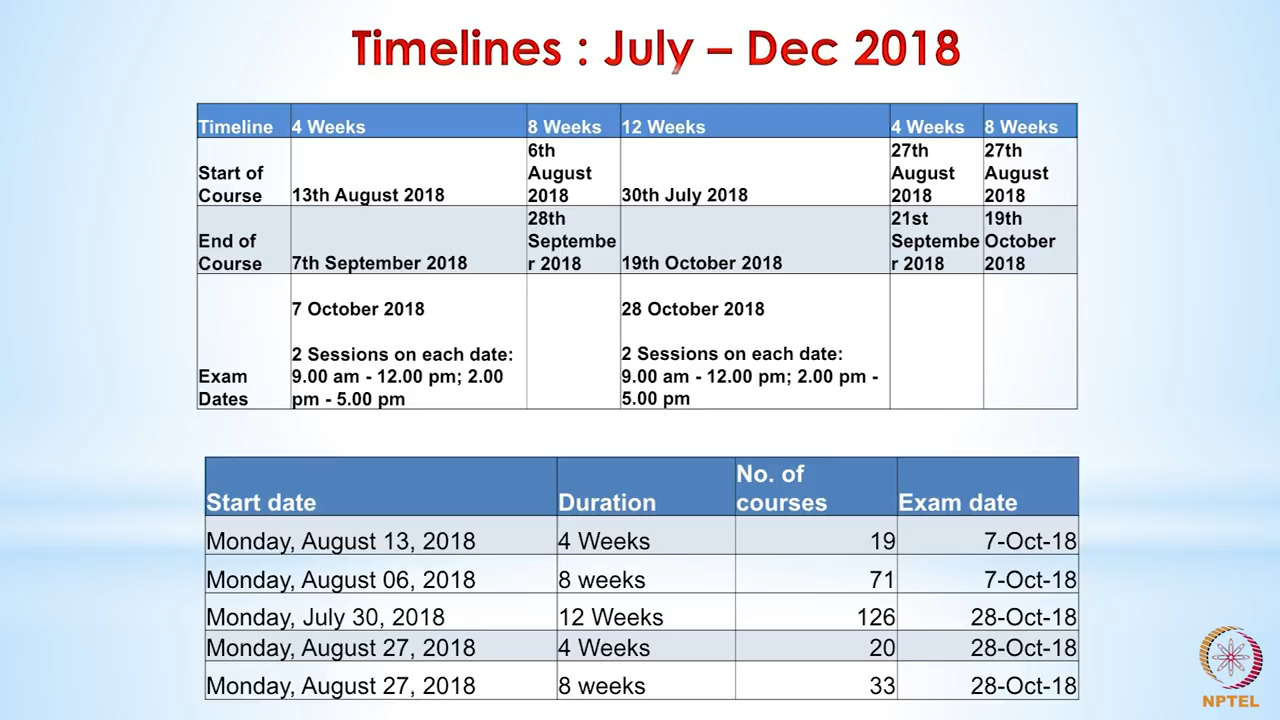 Timelines : July – Dec 2018
Timeline 4 Weeks 8 Weeks 12 Weeks 4 Weeks 8 Weeks
Start of Course 13th August 2018 6th August 2018 30th July 2018 27th August 2018 27th August 2018
End of Course 7th September 2018 28th September 2018 19th October 2018 21st September 2018 19th October 2018
Exam Dates
7 October 2018
2 Sessions on each date:
9.00 am - 12.00 pm; 2.00
pm - 5.00 pm
28 October 2018
2 Sessions on each date:
9.00 am - 12.00 pm; 2.00 pm -
5.00 pm
Start date Duration No. of courses Exam date
Monday, August 13, 2018 4 Weeks 19 7-Oct-18
Monday, August 06, 2018 8 weeks 71 7-Oct-18
Monday, July 30, 2018 12 Weeks 126 28-Oct-18
Monday, August 27, 2018 4 Weeks 20 28-Oct-18
Monday, August 27, 2018 8 weeks 33 28-Oct-18
NPTEL